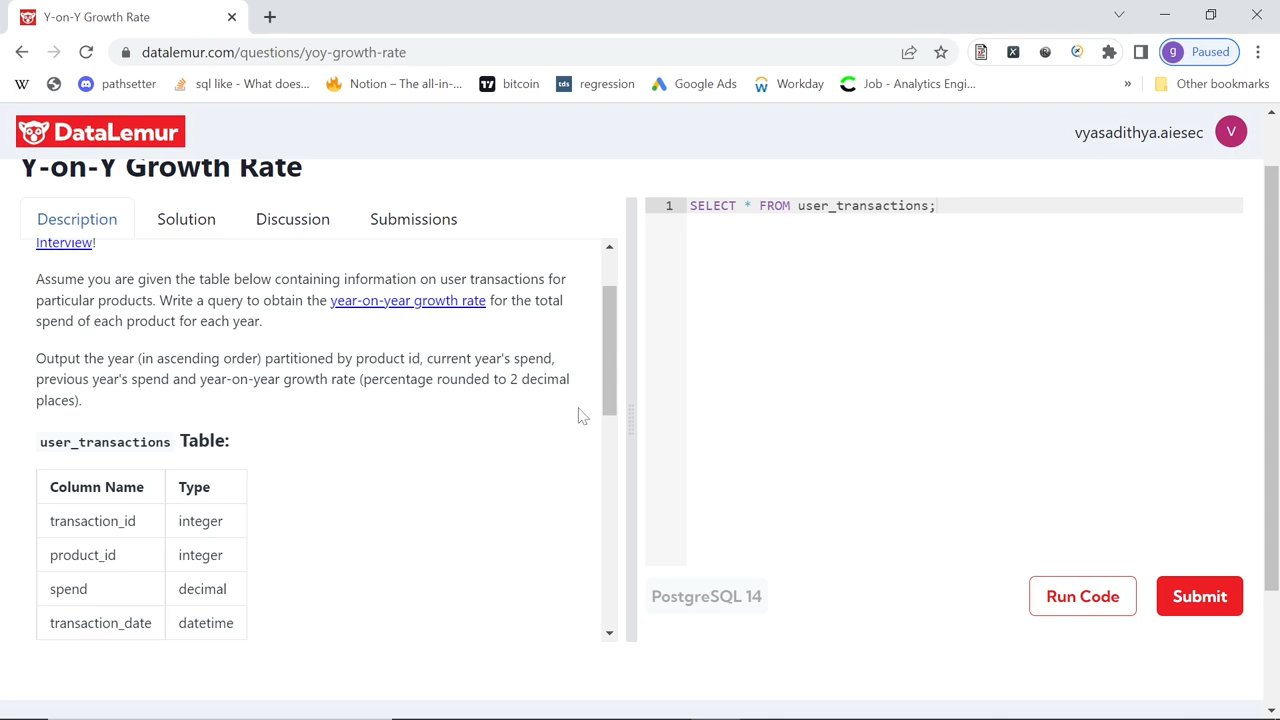 Y-on-Y Growth Rate
datalemur.com/questions/yoy-growth-rate
g Paused
W
pathsetter
sql like - What does...
Notion – The all-in-...
17 bitcoin
tds regression
Google Ads
Workday
Job - Analytics Engi...
»
Other bookmarks
DataLemur
vyasadithya.aiesec V
Y-on-Y Growth Rate
Description Solution Discussion Submissions
Interview!
Assume you are given the table below containing information on user transactions for
particular products. Write a query to obtain the year-on-year growth rate for the total
spend of each product for each year.
Output the year (in ascending order) partitioned by product id, current year's spend,
previous year's spend and year-on-year growth rate (percentage rounded to 2 decimal
places).
user_transactions Table:
Column Name Type
transaction_id integer
product_id integer
spend decimal
transaction_date datetime
1 SELECT * FROM user_transactions;
PostgreSQL 14
Run Code
Submit